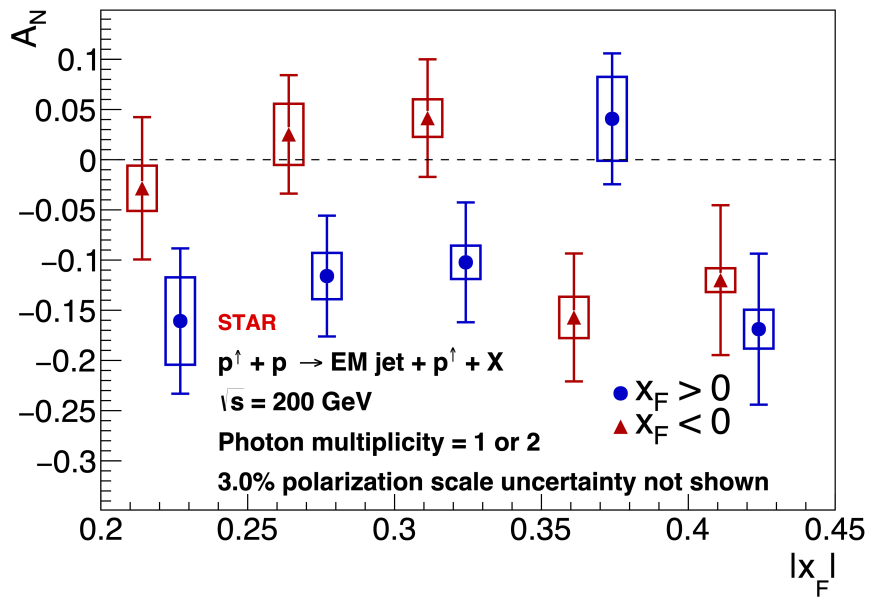 A_N
0.1
0.05
0
−0.05
−0.1
−0.15
−0.2
−0.25
−0.3
STAR
p↑ + p → EM jet + p↑ + X
√s = 200 GeV
Photon multiplicity = 1 or 2
3.0% polarization scale uncertainty not shown
x_F > 0
x_F < 0
0.2 0.25 0.3 0.35 0.4 0.45
|x_F|